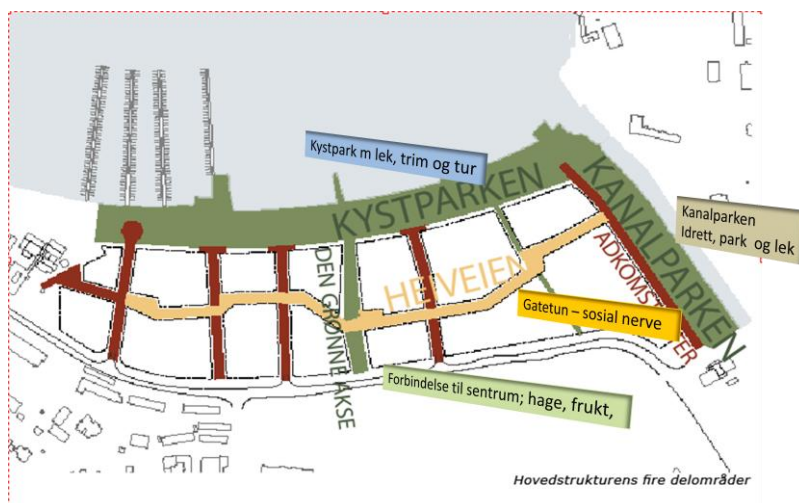 Kystpark m lek, trim og tur
KYSTPARKEN
KANALPARKEN
Kanalparken
Idrett, park og lek
DEN GRØNNE AKSE
HEIVEIEN
Gatetun – sosial nerve
Forbindelse til sentrum; hage, frukt,
Hovedstrukturens fire delområder